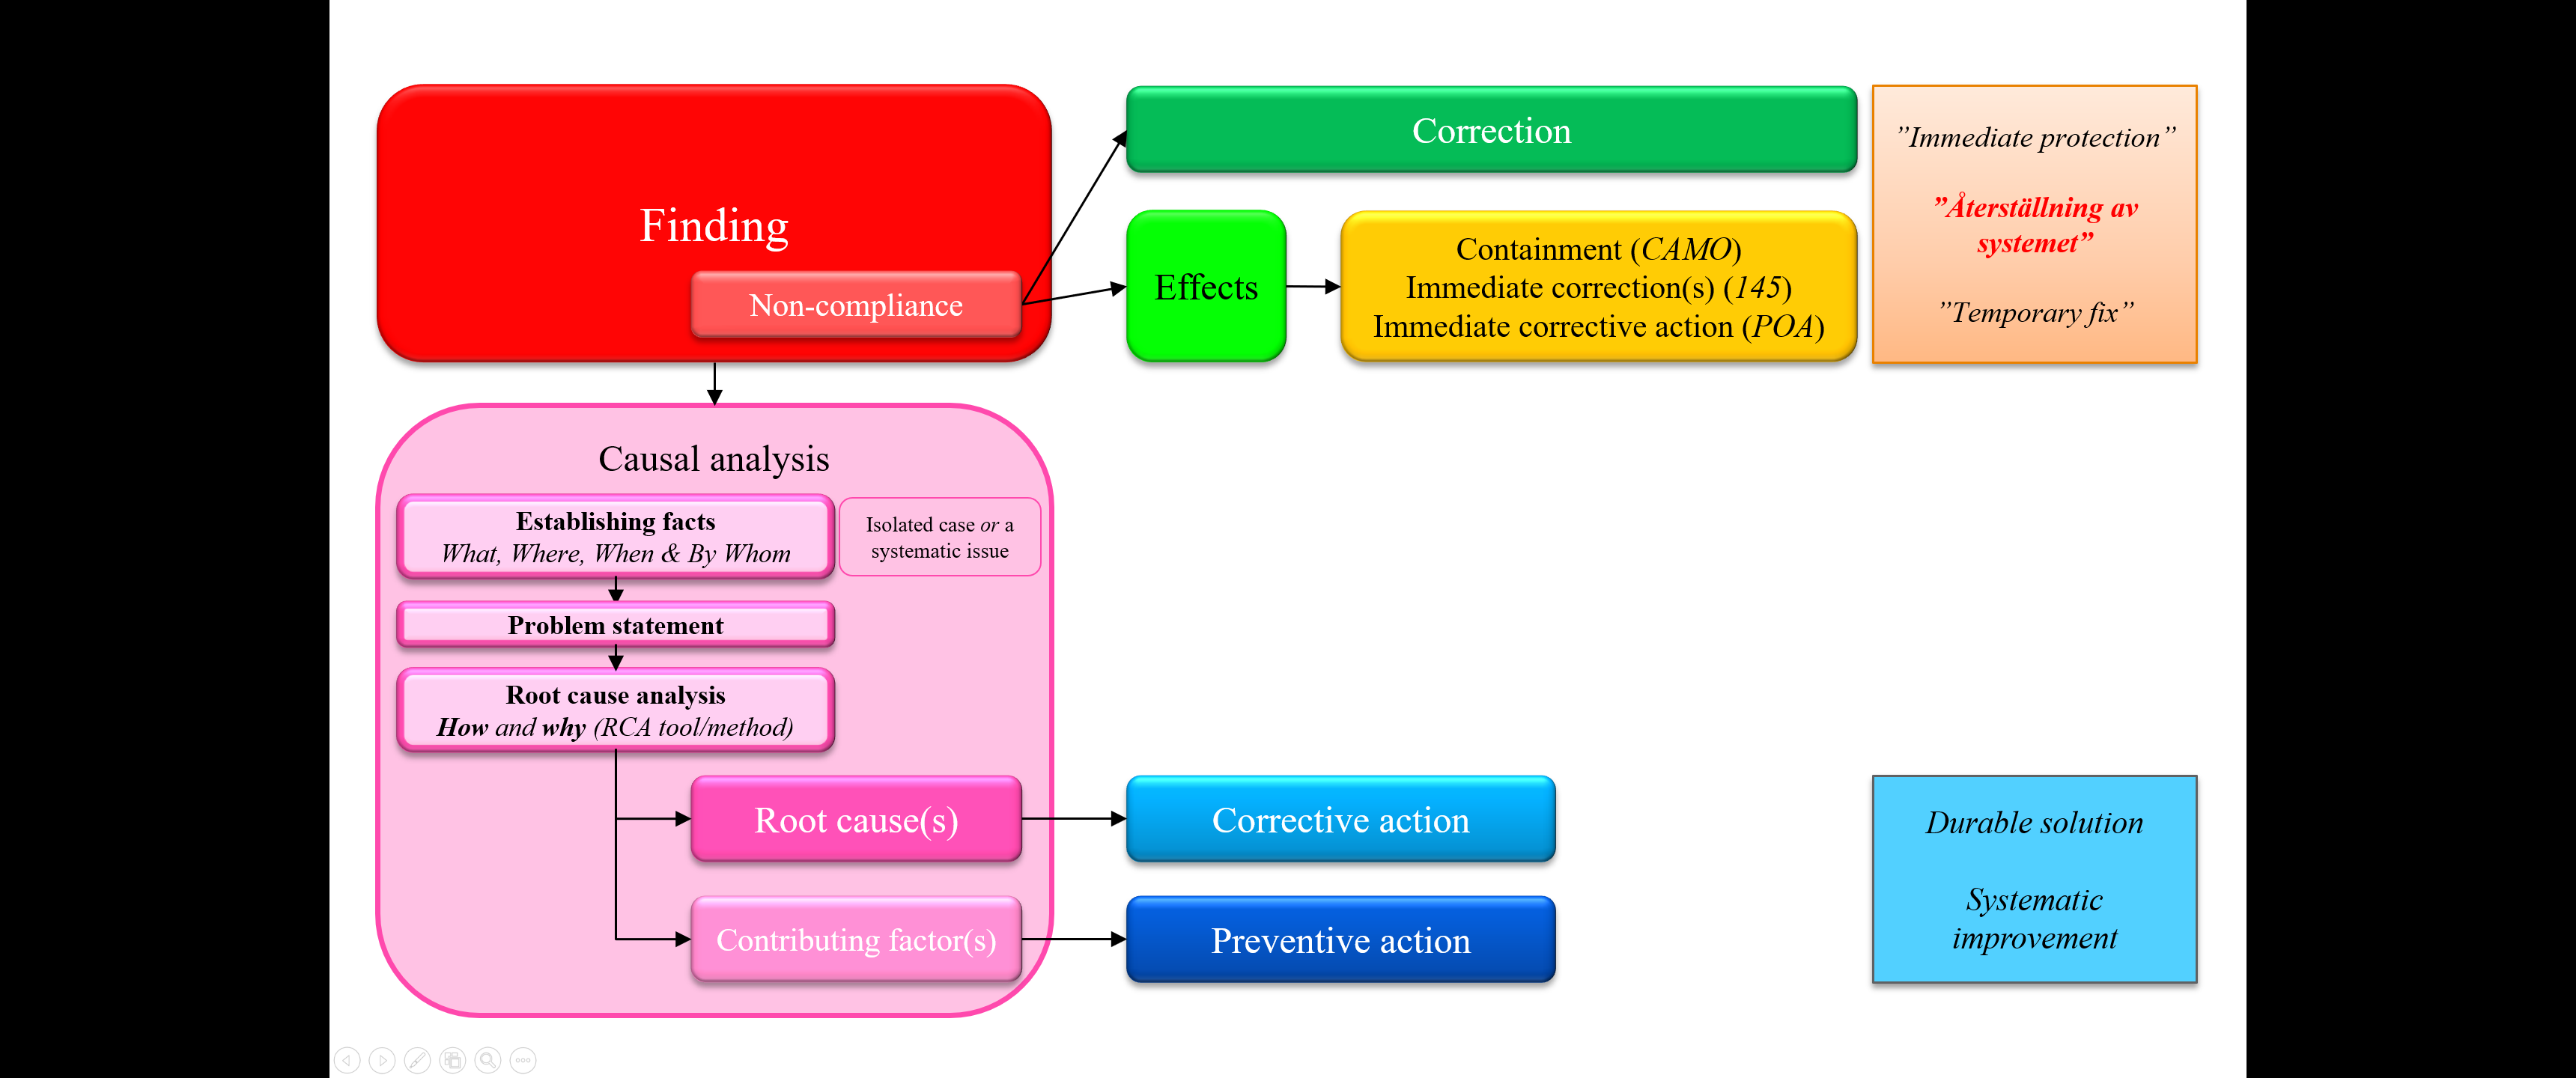 Finding
Non-compliance
Correction
Effects
Containment (CAMO)
Immediate correction(s) (145)
Immediate corrective action (POA)
”Immediate protection”
”Återställning av
systemet”
”Temporary fix”
Causal analysis
Establishing facts
What, Where, When & By Whom
Isolated case or a
systematic issue
Problem statement
Root cause analysis
How and why (RCA tool/method)
Root cause(s)
Corrective action
Contributing factor(s)
Preventive action
Durable solution
Systematic
improvement